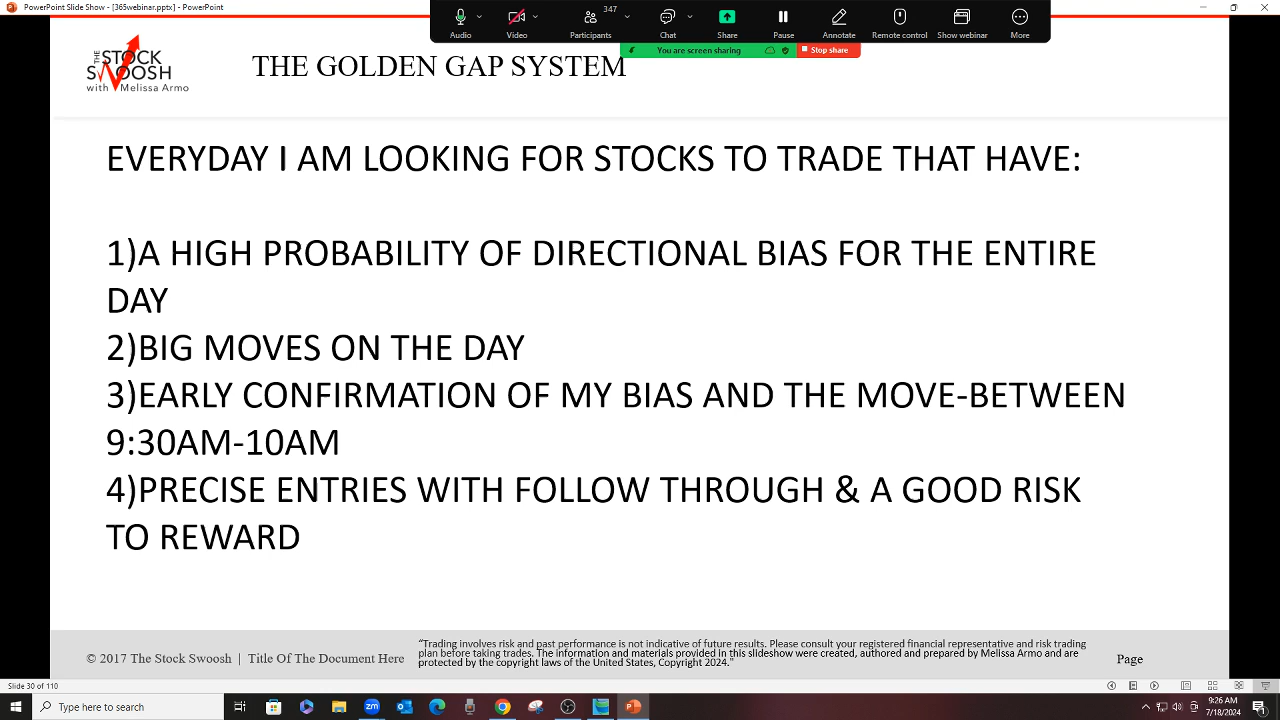 PowerPoint Slide Show - [365webinar.pptx] - PowerPoint
347
Audio
Video
Participants
Chat
Share
Pause
Annotate
Remote control
Show webinar
More
You are screen sharing
Stop share
THE STOCK
SWOOSH
with Melissa Armo
THE GOLDEN GAP SYSTEM
EVERYDAY I AM LOOKING FOR STOCKS TO TRADE THAT HAVE:
1)A HIGH PROBABILITY OF DIRECTIONAL BIAS FOR THE ENTIRE
DAY
2)BIG MOVES ON THE DAY
3)EARLY CONFIRMATION OF MY BIAS AND THE MOVE-BETWEEN
9:30AM-10AM
4)PRECISE ENTRIES WITH FOLLOW THROUGH & A GOOD RISK
TO REWARD
© 2017 The Stock Swoosh | Title Of The Document Here
"Trading involves risk and past performance is not indicative of future results. Please consult your registered financial representative and risk trading
plan before taking trades. The information and materials provided in this slideshow were created, authored and prepared by Melissa Armo and are
protected by the copyright laws of the United States, Copyright 2024."
Page
Slide 30 of 110
Type here to search
9:26 AM
7/18/2024